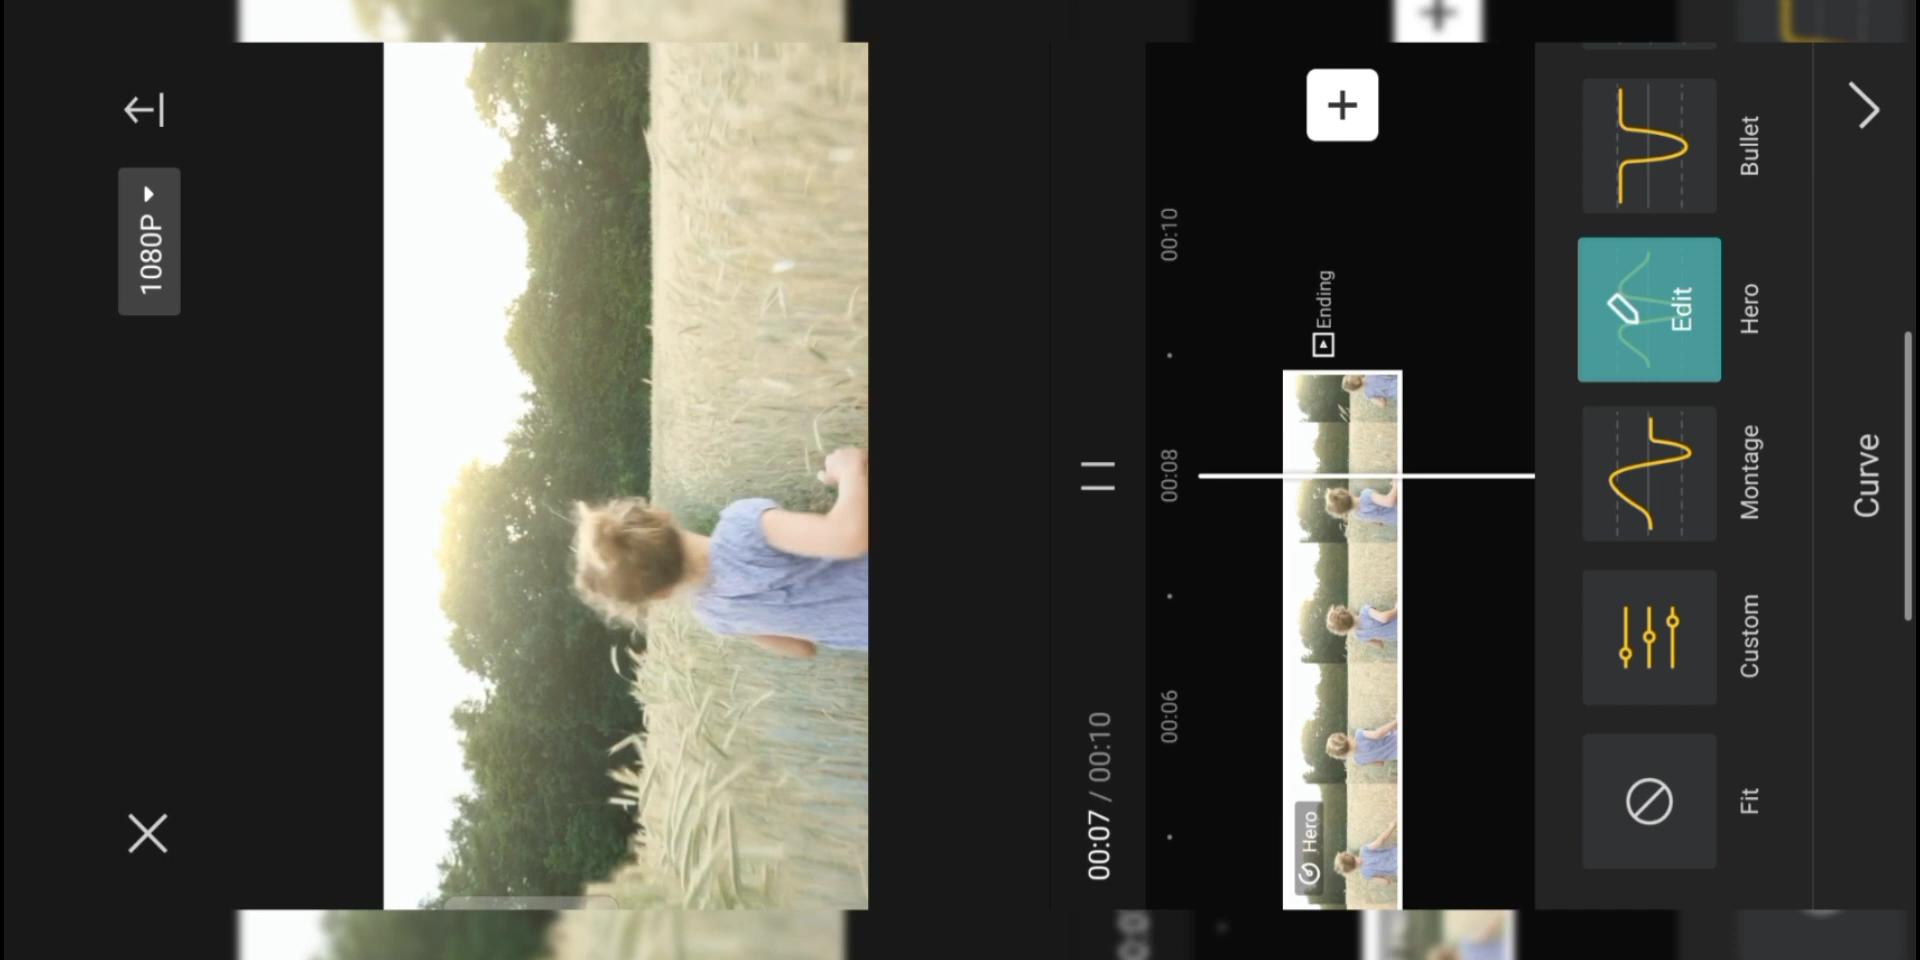 1080P
00:07 / 00:10
00:06
00:08
00:10
Hero
Ending
Fit
Custom
Montage
Edit
Hero
Bullet
Curve